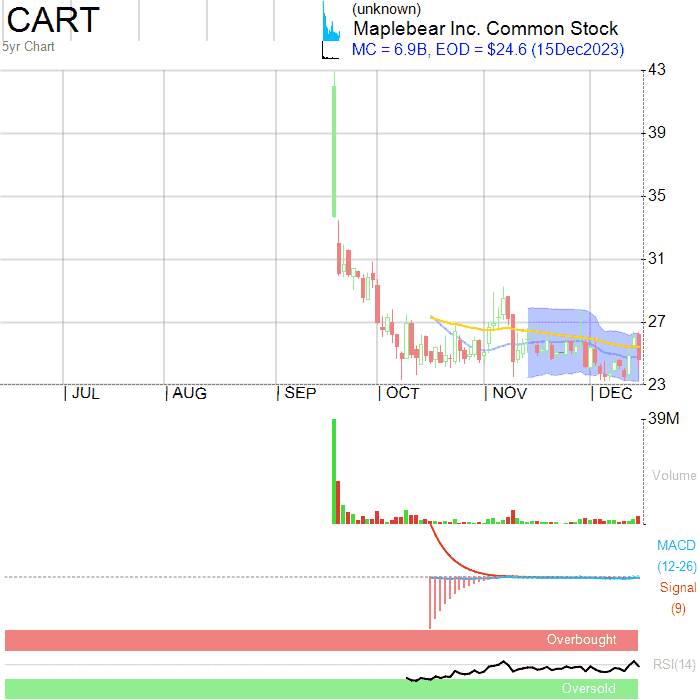 CART
5yr Chart
(unknown)
Maplebear Inc. Common Stock
MC = 6.9B, EOD = $24.6 (15Dec2023)
43
39
35
31
27
23
JUL
AUG
SEP
OCT
NOV
DEC
39M
Volume
MACD
(12-26)
Signal
(9)
Overbought
RSI(14)
Oversold